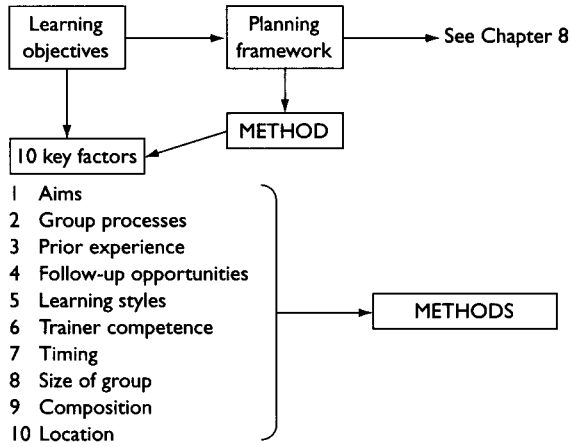 Learning
objectives
Planning
framework
See Chapter 8
METHOD
10 key factors
1 Aims
2 Group processes
3 Prior experience
4 Follow-up opportunities
5 Learning styles
6 Trainer competence
7 Timing
8 Size of group
9 Composition
10 Location
METHODS